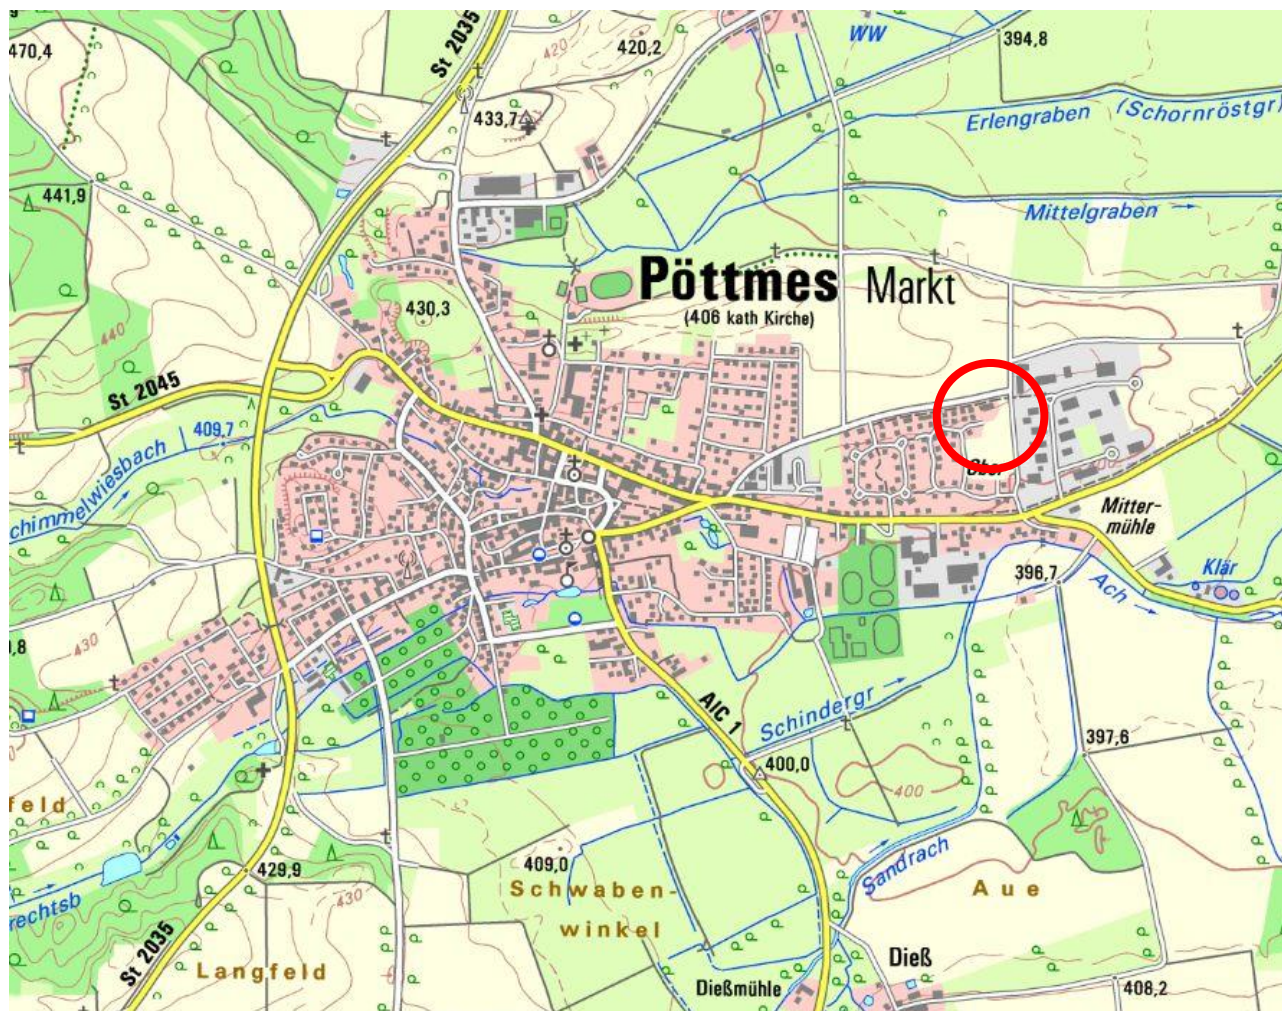 470,4
St 2035
420,2
WW
394,8
433,7
Erlengraben (Schornröstgr)
441,9
420
Mittelgraben
Pöttmes Markt
(406 kath Kirche)
430,3
440
St 2045
409,7
Mitter-
mühle
396,7
Klär
Ach
430
AIC 1
Schindergr
397,6
400,0
400
feld
409,0
Schwaben-
winkel
Sandrach
Aue
429,9
430
rechtsb
St 2035
Langfeld
Dießmühle
Dieß
408,2